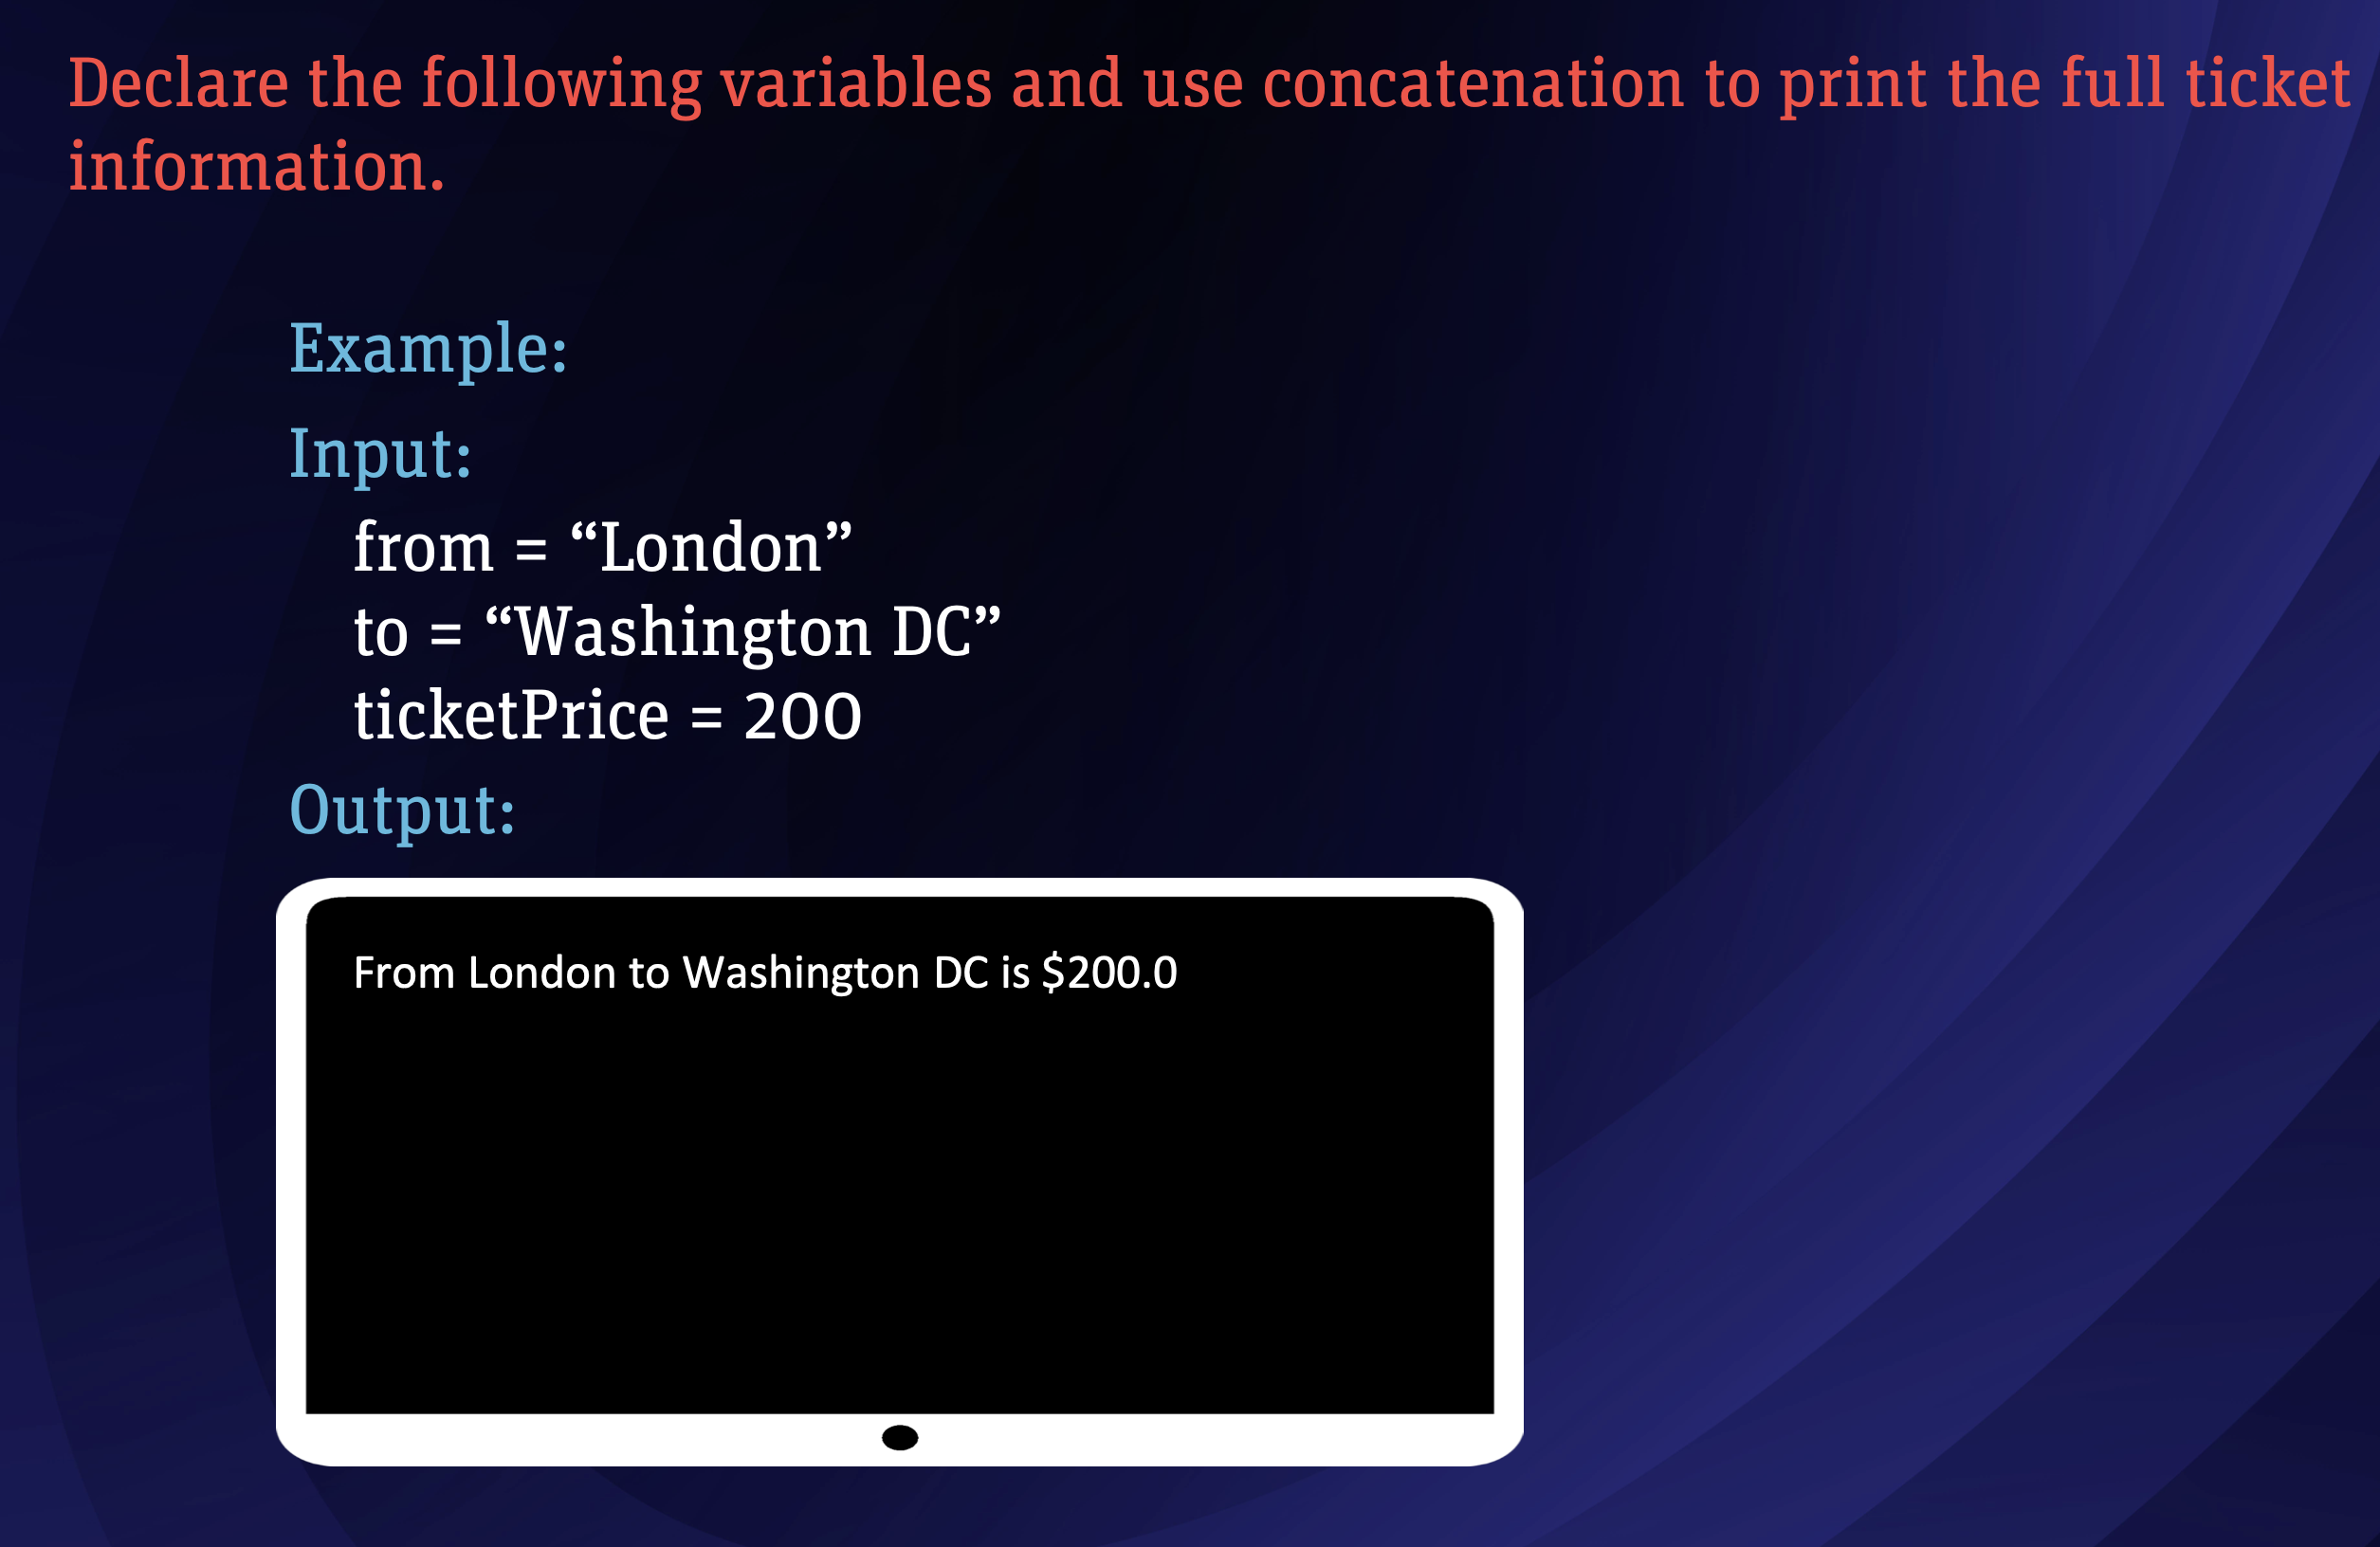 Declare the following variables and use concatenation to print the full ticket
information.
Example:
Input:
from = “London”
to = “Washington DC”
ticketPrice = 200
Output:
From London to Washington DC is $200.0